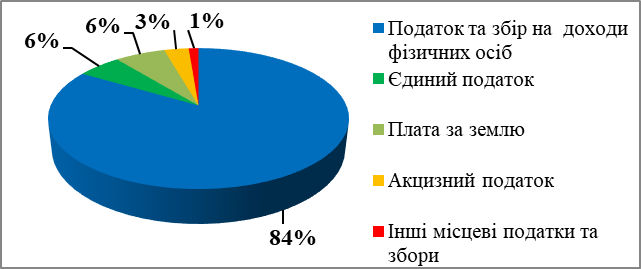 6%
6%
3%
1%
84%
Податок та збір на доходи
фізичних осіб
Єдиний податок
Плата за землю
Акцизний податок
Інші місцеві податки та
збори